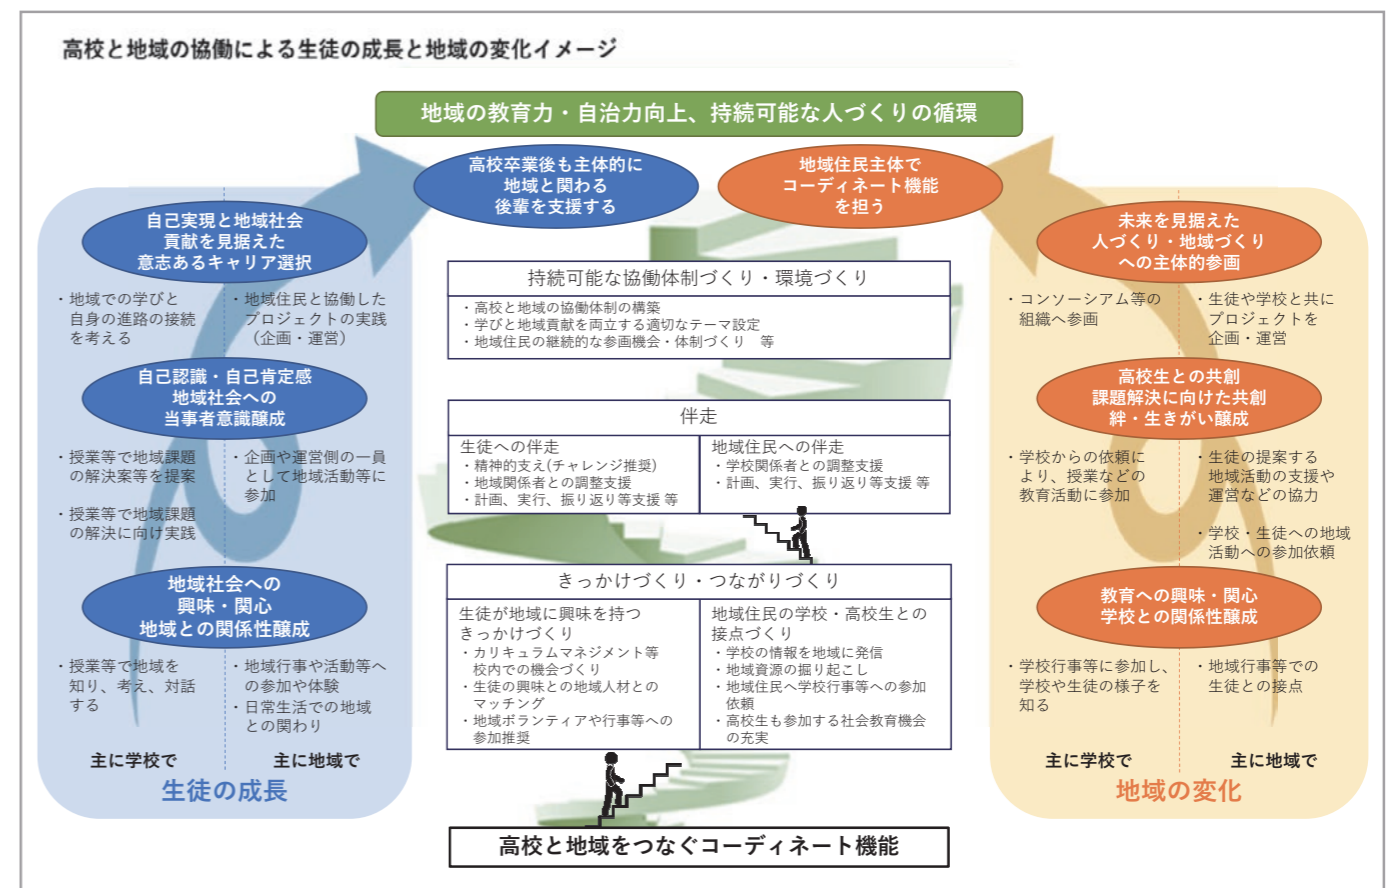 高校と地域の協働による生徒の成長と地域の変化イメージ
地域の教育力・自治力向上、持続可能な人づくりの循環
高校卒業後も主体的に
地域と関わる
後輩を支援する
地域住民主体で
コーディネート機能
を担う
自己実現と地域社会
貢献を見据えた
意志あるキャリア選択
・地域での学びと
自身の進路の接続
を考える
・地域住民と協働した
プロジェクトの実践
（企画・運営）
自己認識・自己肯定感
地域社会への
当事者意識醸成
・授業等で地域課題
の解決案等を提案
・授業等で地域課題
の解決に向け実践
・企画や運営側の一員
として地域活動等に
参加
地域社会への
興味・関心
地域との関係性醸成
・授業等で地域を
知り、考え、対話
する
・地域行事や活動等へ
の参加や体験
・日常生活での地域
との関わり
主に学校で
主に地域で
生徒の成長
持続可能な協働体制づくり・環境づくり
・高校と地域の協働体制の構築
・学びと地域貢献を両立する適切なテーマ設定
・地域住民の継続的な参画機会・体制づくり　等
伴走
生徒への伴走
・精神的支え(チャレンジ推奨)
・地域関係者との調整支援
・計画、実行、振り返り等支援 等
地域住民への伴走
・学校関係者との調整支援
・計画、実行、振り返り等支援 等
きっかけづくり・つながりづくり
生徒が地域に興味を持つ
きっかけづくり
・カリキュラムマネジメント等
校内での機会づくり
・生徒の興味との地域人材との
マッチング
・地域ボランティアや行事等への
参加推奨
地域住民の学校・高校生との
接点づくり
・学校の情報を地域に発信
・地域資源の掘り起こし
・地域住民へ学校行事等への参加
依頼
・高校生も参加する社会教育機会
の充実
高校と地域をつなぐコーディネート機能
未来を見据えた
人づくり・地域づくり
への主体的参画
・コンソーシアム等の
組織へ参画
・生徒や学校と共に
プロジェクトを
企画・運営
高校生との共創
課題解決に向けた共創
絆・生きがい醸成
・学校からの依頼に
より、授業などの
教育活動に参加
・生徒の提案する
地域活動の支援や
運営などの協力
・学校・生徒への地域
活動への参加依頼
教育への興味・関心
学校との関係性醸成
・学校行事等に参加し、
学校や生徒の様子を
知る
・地域行事等での
生徒との接点
主に学校で
主に地域で
地域の変化